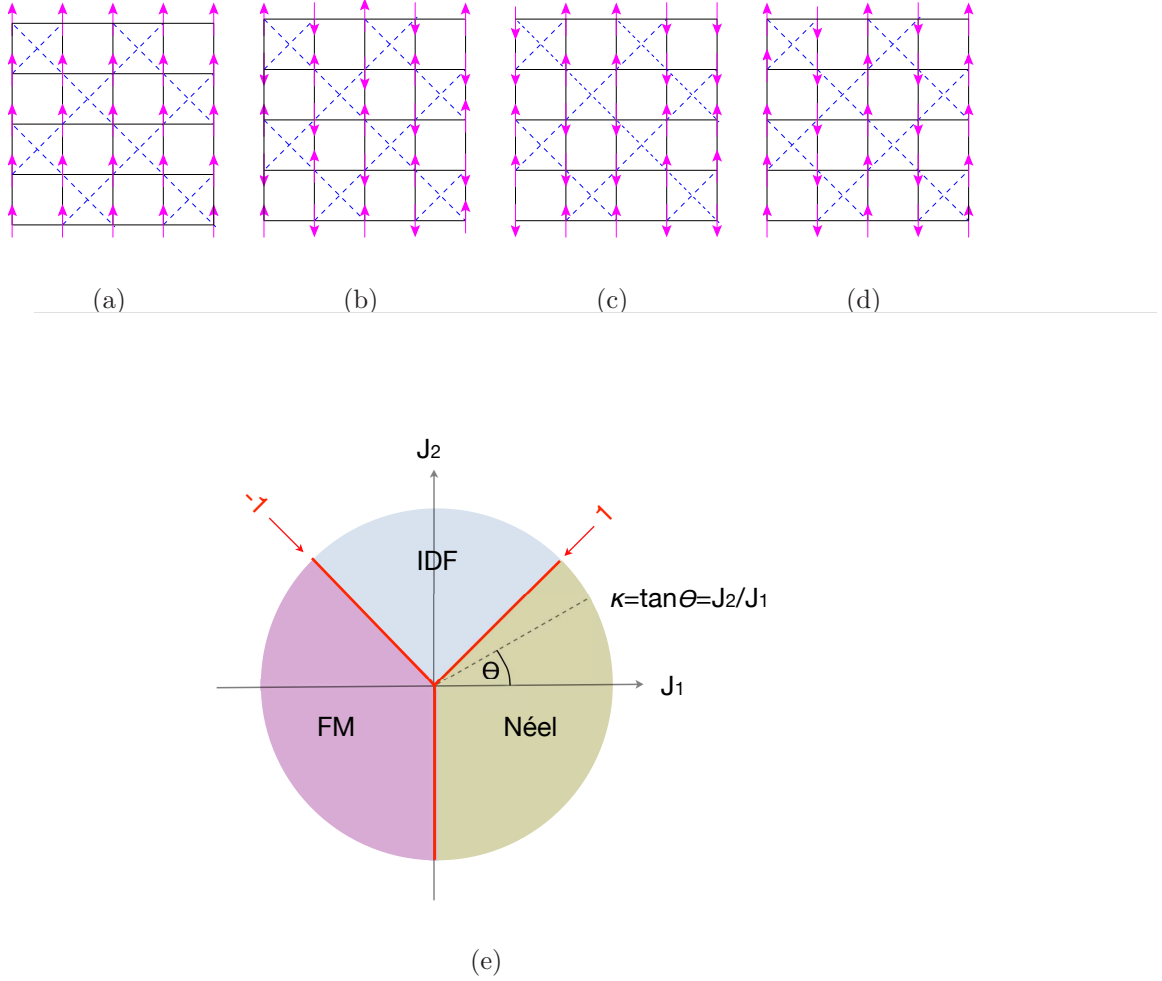 (a) (b) (c) (d)
J2
-1 1
IDF
κ=tanθ=J2/J1
θ
J1
FM Néel
(e)